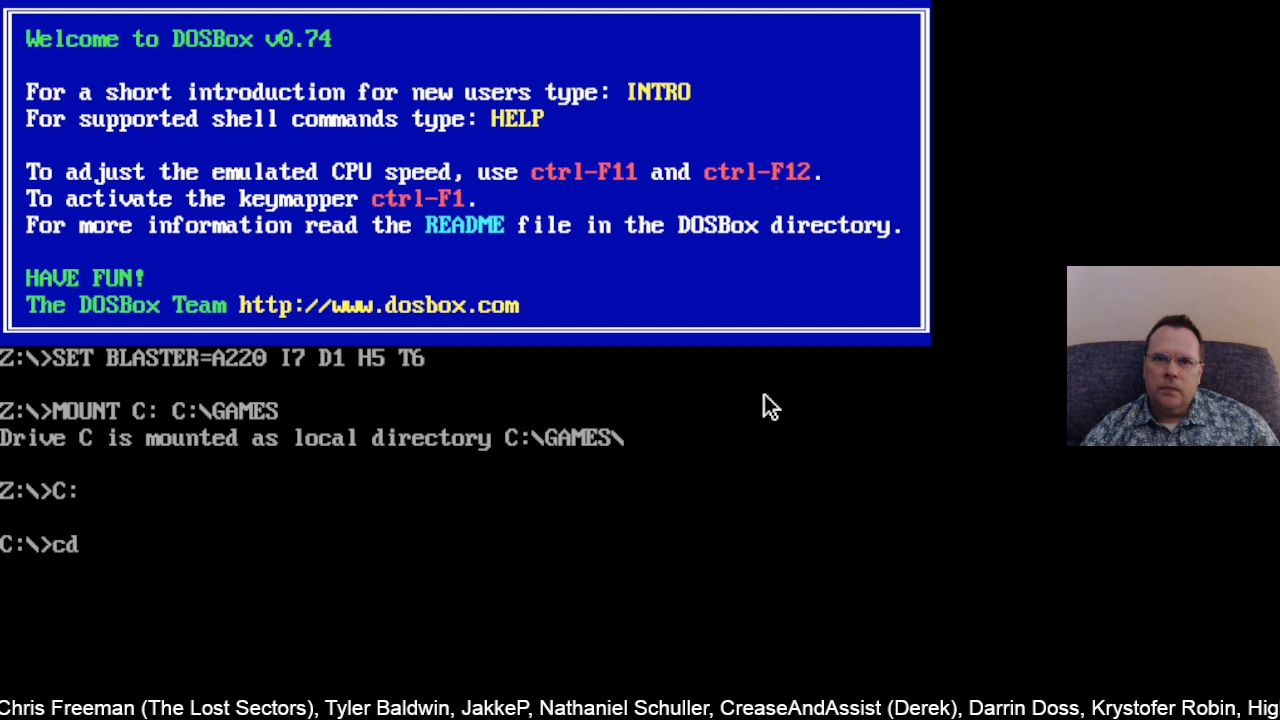 Welcome to DOSBox v0.74
For a short introduction for new users type: INTRO
For supported shell commands type: HELP
To adjust the emulated CPU speed, use ctrl-F11 and ctrl-F12.
To activate the keymapper ctrl-F1.
For more information read the README file in the DOSBox directory.
HAVE FUN!
The DOSBox Team http://www.dosbox.com
Z:\>SET BLASTER=A220 I7 D1 H5 T6
Z:\>MOUNT C: C:\GAMES
Drive C is mounted as local directory C:\GAMES\
Z:\>C:
C:\>cd
Chris Freeman (The Lost Sectors), Tyler Baldwin, JakkeP, Nathaniel Schuller, CreaseAndAssist (Derek), Darrin Doss, Krystofer Robin, Hig